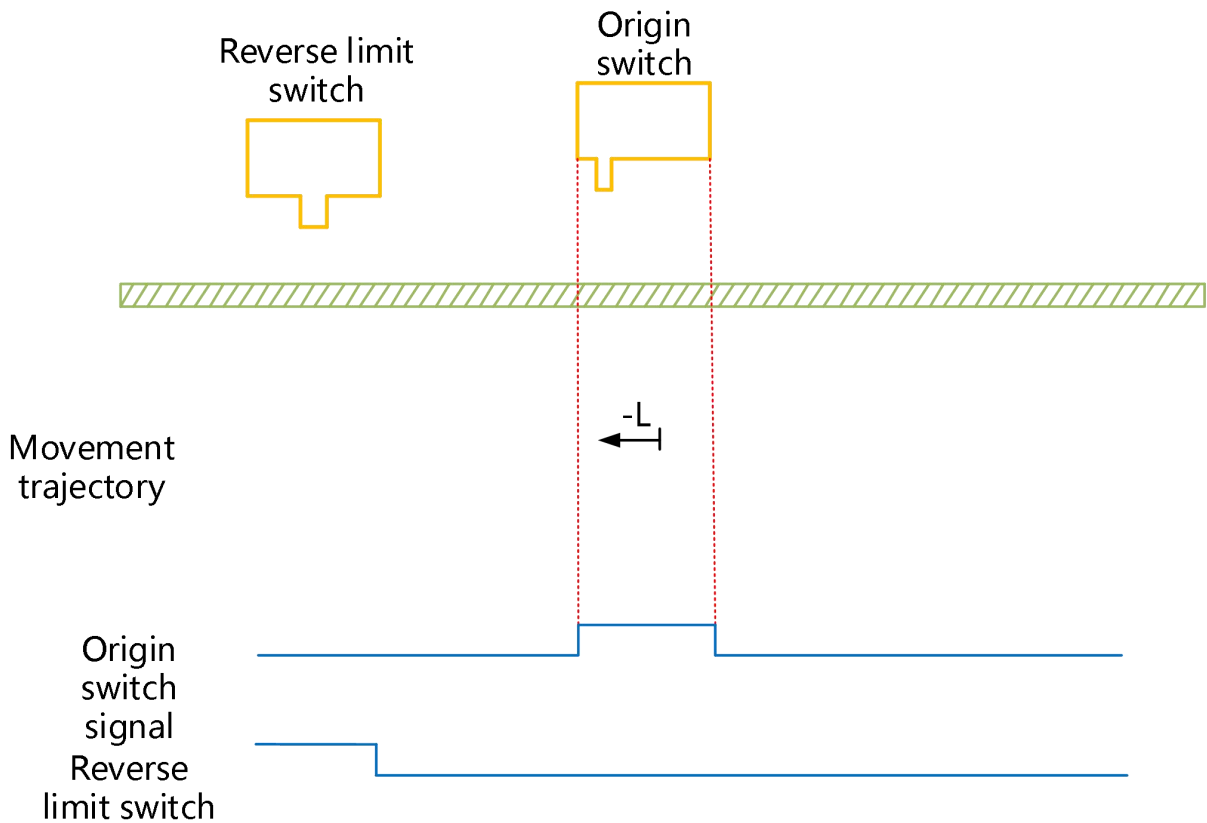 Reverse limit
switch
Origin
switch
-L
Movement
trajectory
Origin
switch
signal
Reverse
limit switch